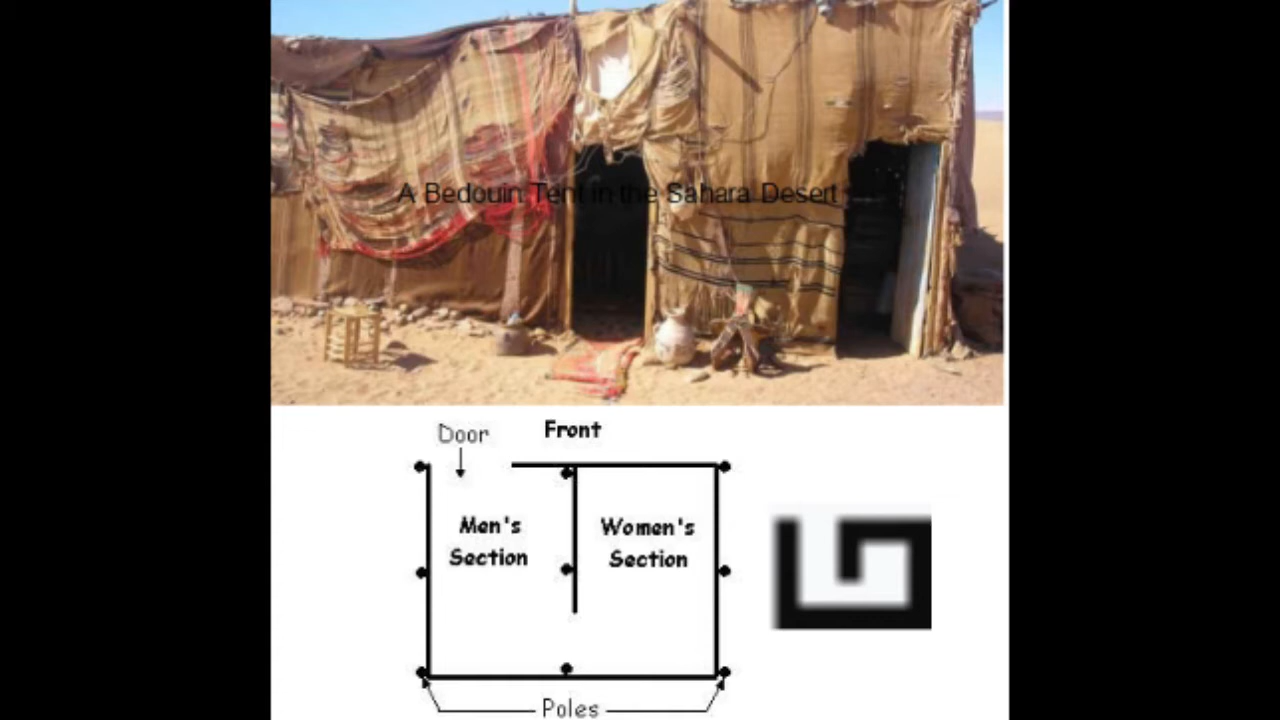 A Bedouin Tent in the Sahara Desert
Door
Front
Men's
Section
Women's
Section
Poles